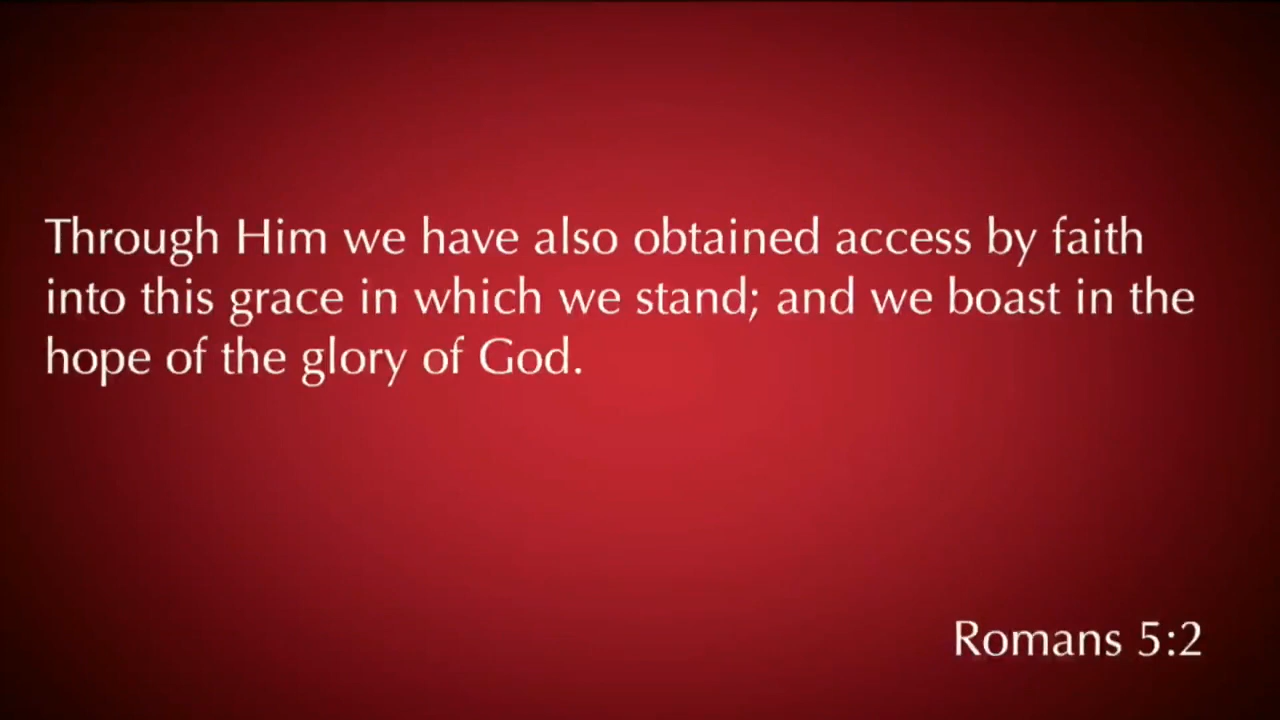 Through Him we have also obtained access by faith
into this grace in which we stand; and we boast in the
hope of the glory of God.
Romans 5:2